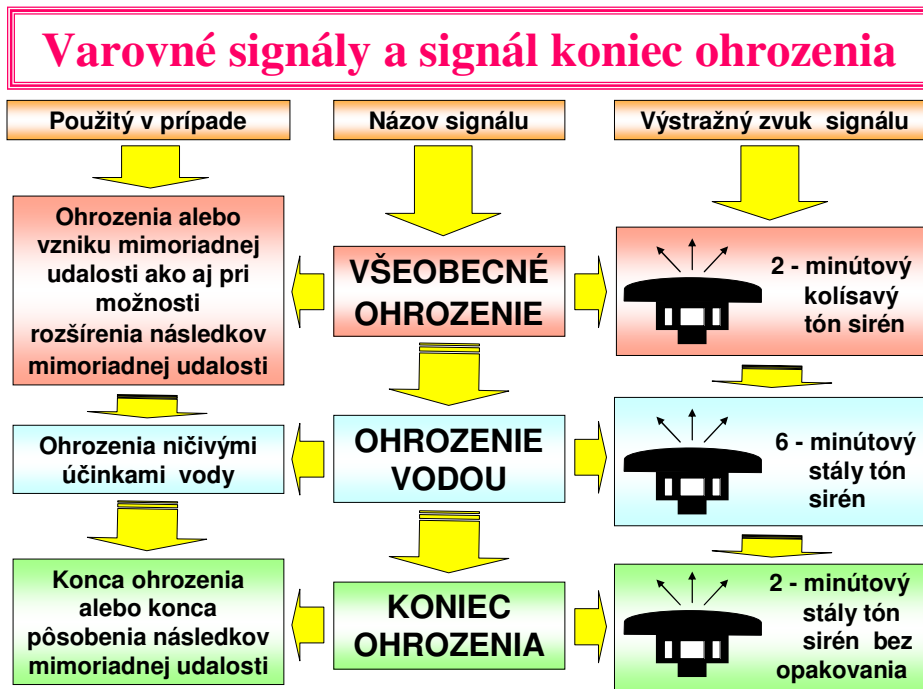 Varovné signály a signál koniec ohrozenia
Použitý v prípade
Názov signálu
Výstražný zvuk signálu
Ohrozenia alebo
vzniku mimoriadnej
udalosti ako aj pri
možnosti
rozšírenia následkov
mimoriadnej udalosti
VŠEOBECNÉ
OHROZENIE
2 - minútový
kolísavý
tón sirén
Ohrozenia ničivými
účinkami vody
OHROZENIE
VODOU
6 - minútový
stály tón
sirén
Konca ohrozenia
alebo konca
pôsobenia následkov
mimoriadnej udalosti
KONIEC
OHROZENIA
2 - minútový
stály tón
sirén bez
opakovania